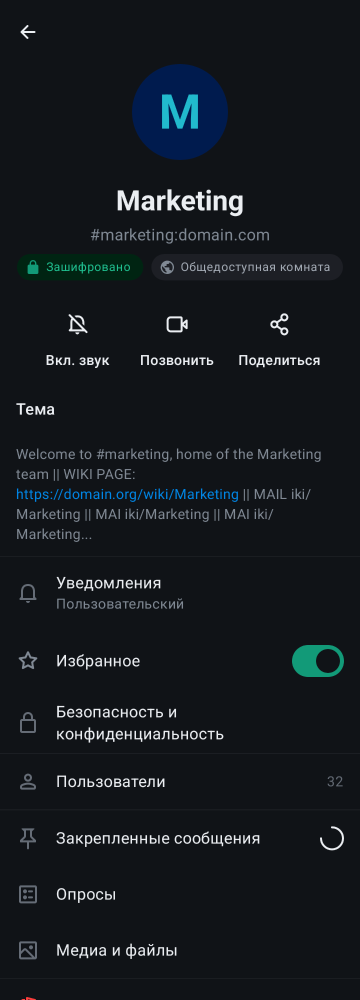 M
Marketing
#marketing:domain.com
Зашифровано
Общедоступная комната
Вкл. звук
Позвонить
Поделиться
Тема
Welcome to #marketing, home of the Marketing
team || WIKI PAGE:
https://domain.org/wiki/Marketing || MAIL iki/
Marketing || MAI iki/Marketing || MAI iki/
Marketing...
Уведомления
Пользовательский
Избранное
Безопасность и
конфиденциальность
Пользователи 32
Закрепленные сообщения
Опросы
Медиа и файлы